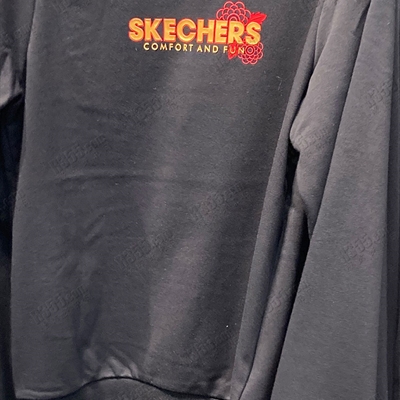 SKECHERS
COMFORT AND FUN